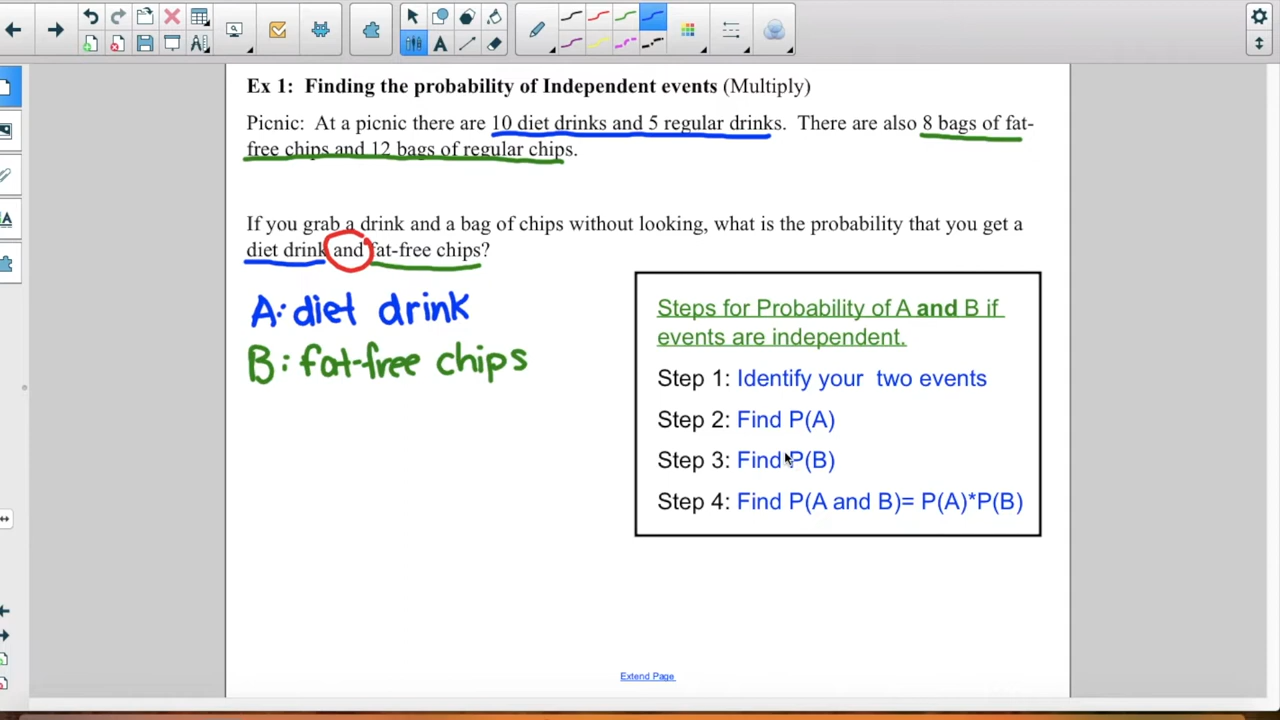 Ex 1: Finding the probability of Independent events (Multiply)
Picnic: At a picnic there are 10 diet drinks and 5 regular drinks. There are also 8 bags of fat-
free chips and 12 bags of regular chips.
If you grab a drink and a bag of chips without looking, what is the probability that you get a
diet drink and fat-free chips?
A: diet drink
B: fat-free chips
Steps for Probability of A and B if
events are independent.
Step 1: Identify your two events
Step 2: Find P(A)
Step 3: Find P(B)
Step 4: Find P(A and B)= P(A)*P(B)
Extend Page